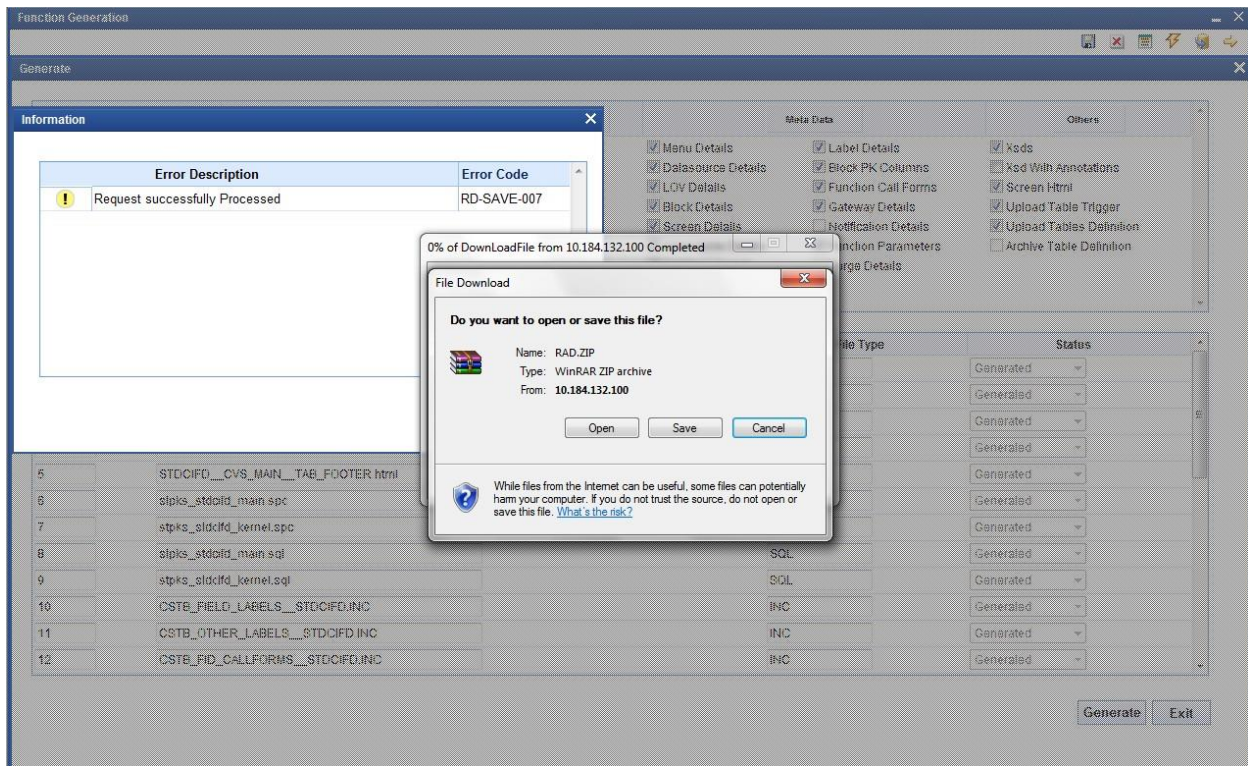 Function Generation
Generate
Information
Error Description Error Code
Request successfully Processed RD-SAVE-007
Meta Data Others
Menu Details Label Details Xsds
Datasource Details Block PK Columns Xsd With Annotations
LOV Details Function Call Forms Screen Html
Block Details Gateway Details Upload Table Trigger
Screen Details Notification Details Upload Tables Definition
Function Parameters Archive Table Definition
Purge Details
0% of DownLoadFile from 10.184.132.100 Completed
File Download
Do you want to open or save this file?
Name: RAD.ZIP
Type: WinRAR ZIP archive
From: 10.184.132.100
Open Save Cancel
While files from the Internet can be useful, some files can potentially
harm your computer. If you do not trust the source, do not open or
save this file. What's the risk?
File Type Status
Generated
Generated
Generated
Generated
5 STDCIFD__CVS_MAIN__TAB_FOOTER.html Generated
6 stpks_stdcifd_main.spc Generated
7 stpks_stdcifd_kernel.spc Generated
8 stpks_stdcifd_main.sql SQL Generated
9 stpks_stdcifd_kernel.sql SQL Generated
10 CSTB_FIELD_LABELS__STDCIFD.INC INC Generated
11 CSTB_OTHER_LABELS__STDCIFD.INC INC Generated
12 CSTB_FID_CALLFORMS__STDCIFD.INC INC Generated
Generate Exit